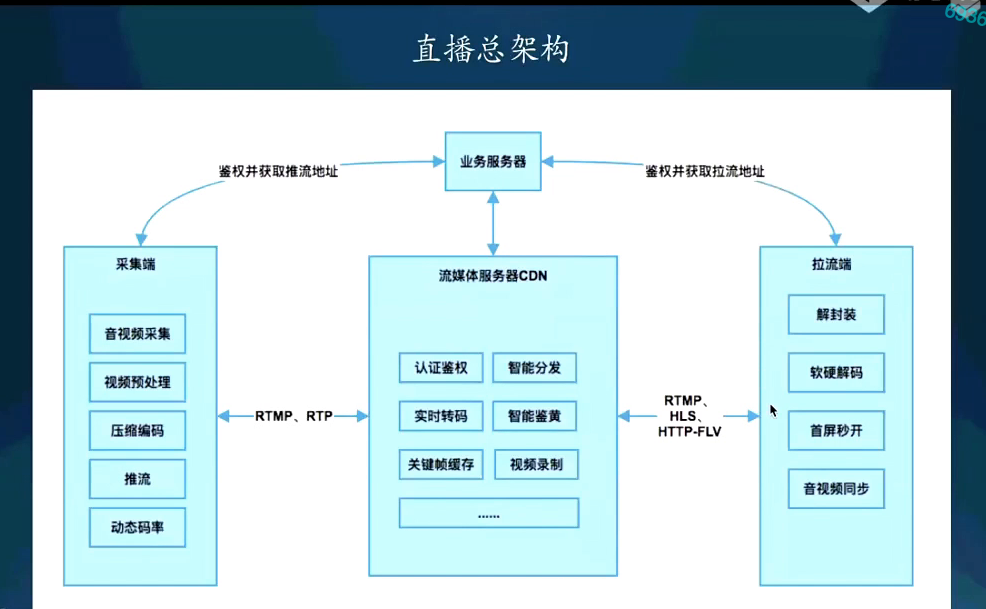 直播总架构
业务服务器
鉴权并获取推流地址
鉴权并获取拉流地址
采集端
音视频采集
视频预处理
压缩编码
推流
动态码率
RTMP、RTP
流媒体服务器CDN
认证鉴权
智能分发
实时转码
智能鉴黄
关键帧缓存
视频录制
......
RTMP、
HLS、
HTTP-FLV
拉流端
解封装
软硬解码
首屏秒开
音视频同步